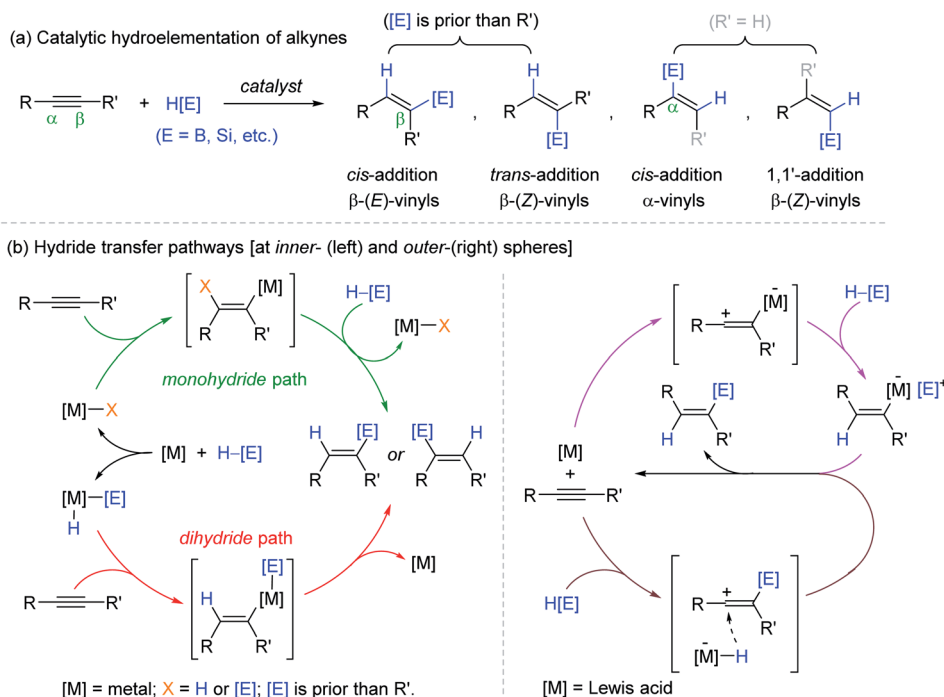 ([E] is prior than R')
(R' = H)
(a) Catalytic hydroelementation of alkynes
H
H
[E]
R'
R R' + H[E] catalyst R [E] , R R' , R α H , R H
α β
(E = B, Si, etc.)
β
R'
[E]
R'
[E]
cis-addition trans-addition cis-addition 1,1'-addition
β-(E)-vinyls β-(Z)-vinyls α-vinyls β-(Z)-vinyls
(b) Hydride transfer pathways [at inner- (left) and outer-(right) spheres]
R R'
X [M]
R R'
H–[E]
[M]–X
monohydride path
[M]–X
[M] + H–[E]
[M]–[E]
H
H [E] or [E] H
R R' R R'
dihydride path
R R'
[E]
H [M]
R R'
[M]
[M] = metal; X = H or [E]; [E] is prior than R'.
R + [M]-
R'
H–[E]
R [E]
H R'
R [M]- [E]+
H R'
[M]
+
R R'
H[E]
R + [E]
R'
[M]-–H
[M] = Lewis acid